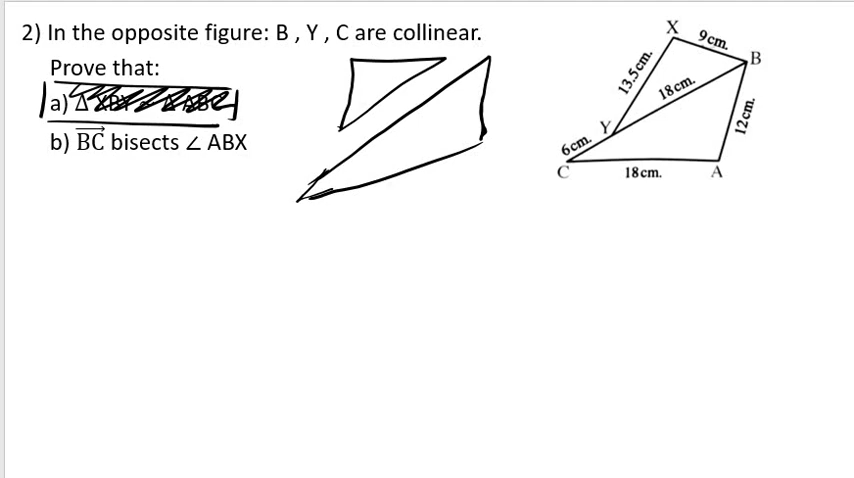 2) In the opposite figure: B , Y , C are collinear.
Prove that:
a) Δ
b) BC bisects ∠ ABX
X
9cm.
B
13.5cm.
18cm.
12cm.
Y
6cm.
C
18cm.
A